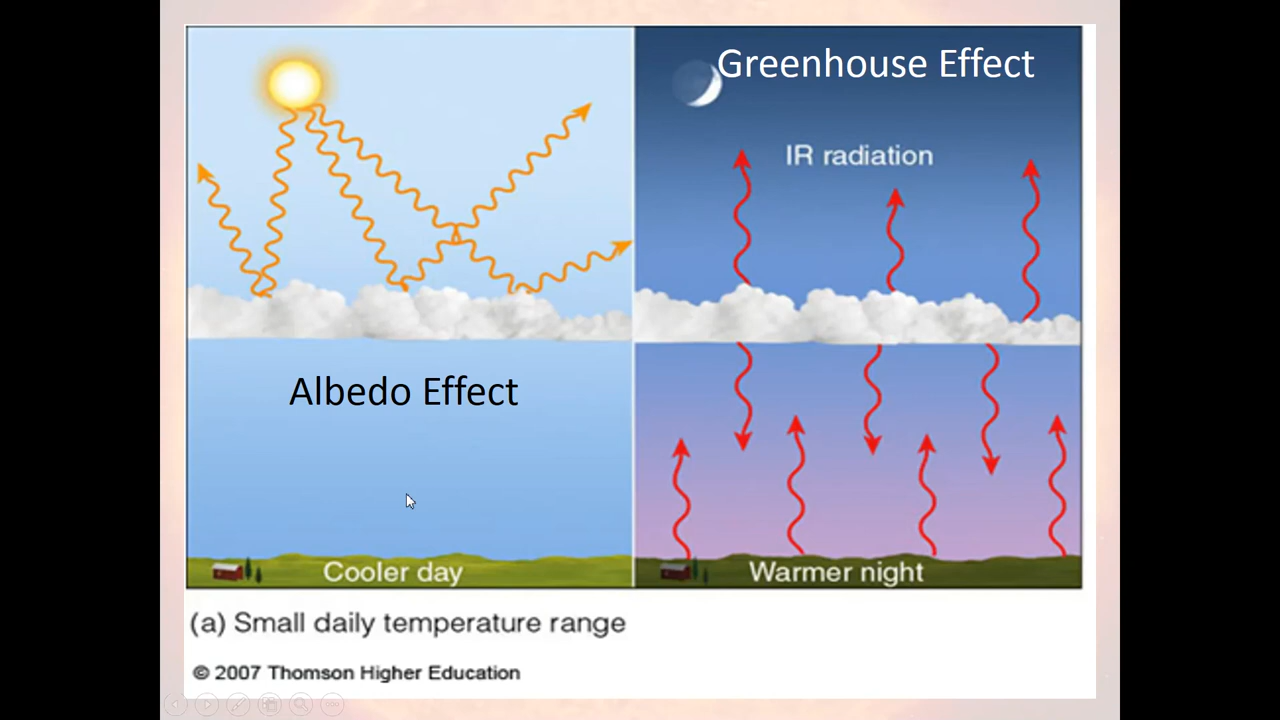 Greenhouse Effect
IR radiation
Albedo Effect
Cooler day
Warmer night
(a) Small daily temperature range
© 2007 Thomson Higher Education